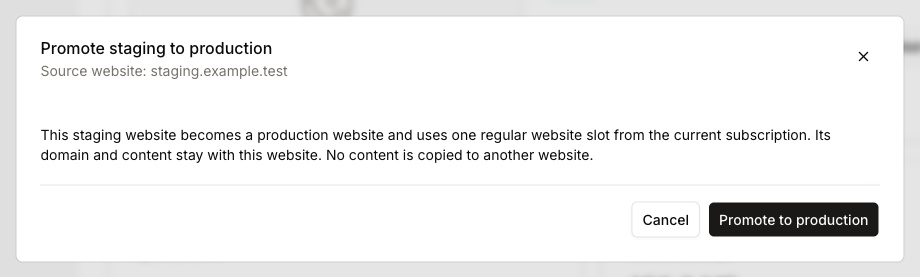 Promote staging to production
Source website: staging.example.test
This staging website becomes a production website and uses one regular website slot from the current subscription. Its
domain and content stay with this website. No content is copied to another website.
Cancel
Promote to production